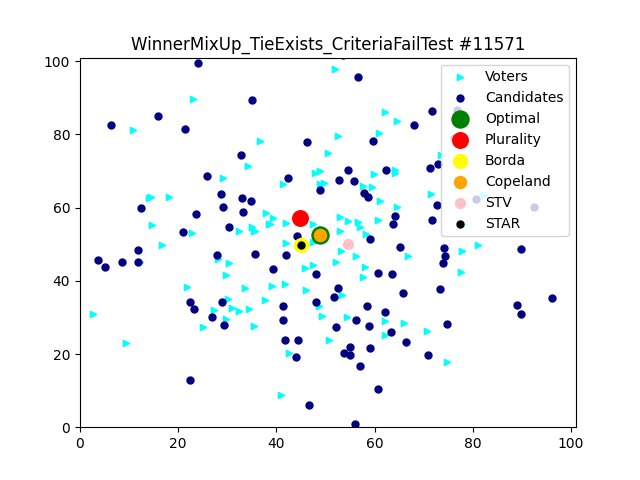 WinnerMixUp_TieExists_CriteriaFailTest #11571
100
80
60
40
20
0
0
20
40
60
80
100
Voters
Candidates
Optimal
Plurality
Borda
Copeland
STV
STAR